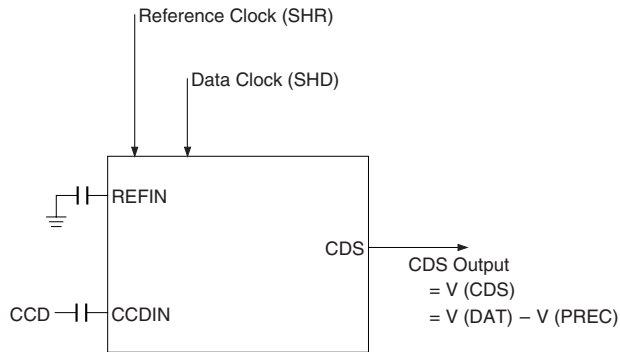 Reference Clock (SHR)
Data Clock (SHD)
REFIN
CDS
CDS Output
= V (CDS)
= V (DAT) – V (PREC)
CCD
CCDIN